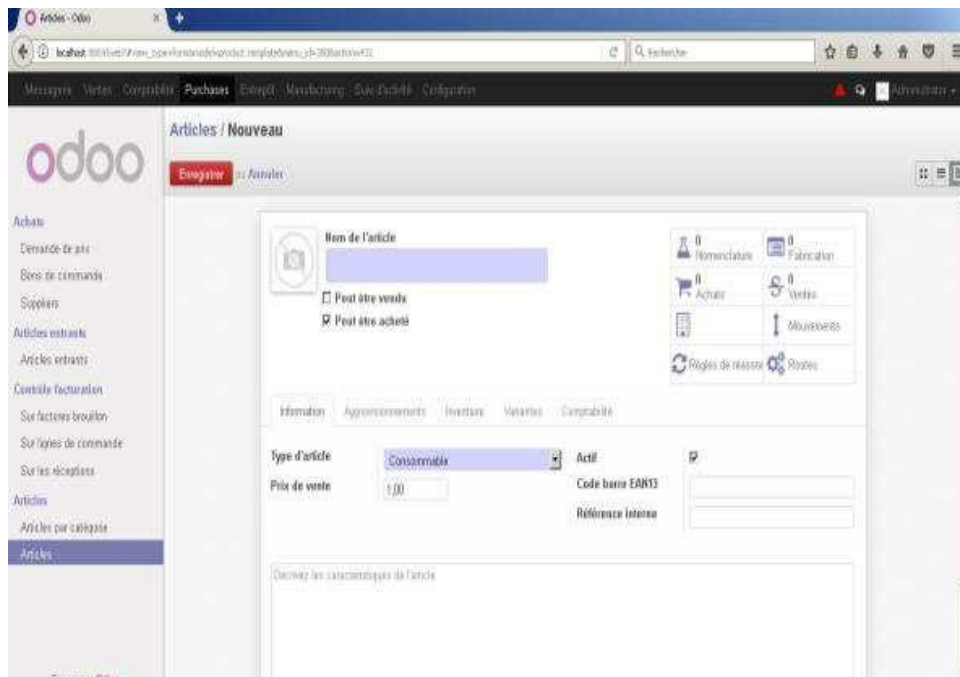 Articles - Odoo
localhost
Rechercher
Messagerie Ventes Comptabilité Purchases Entrepôt Manufacturing Suivi d'activité Configuration
Administrator
odoo
Articles / Nouveau
Enregistrer ou Annuler
Achats
Demande de prix
Bons de commande
Suppliers
Articles entrants
Articles entrants
Contrôle facturation
Sur factures brouillon
Sur lignes de commande
Sur les réceptions
Articles
Articles par catégorie
Articles
Nom de l'article
Peut être vendu
Peut être acheté
0 Nomenclature
0 Fabrication
0 Achats
0 Ventes
Mouvements
Règles de réassor
Routes
Information Approvisionnements Inventaire Variantes Comptabilité
Type d'article Consommable
Actif
Prix de vente 1,00
Code barre EAN13
Référence interne
Décrivez les caractéristiques de l'article